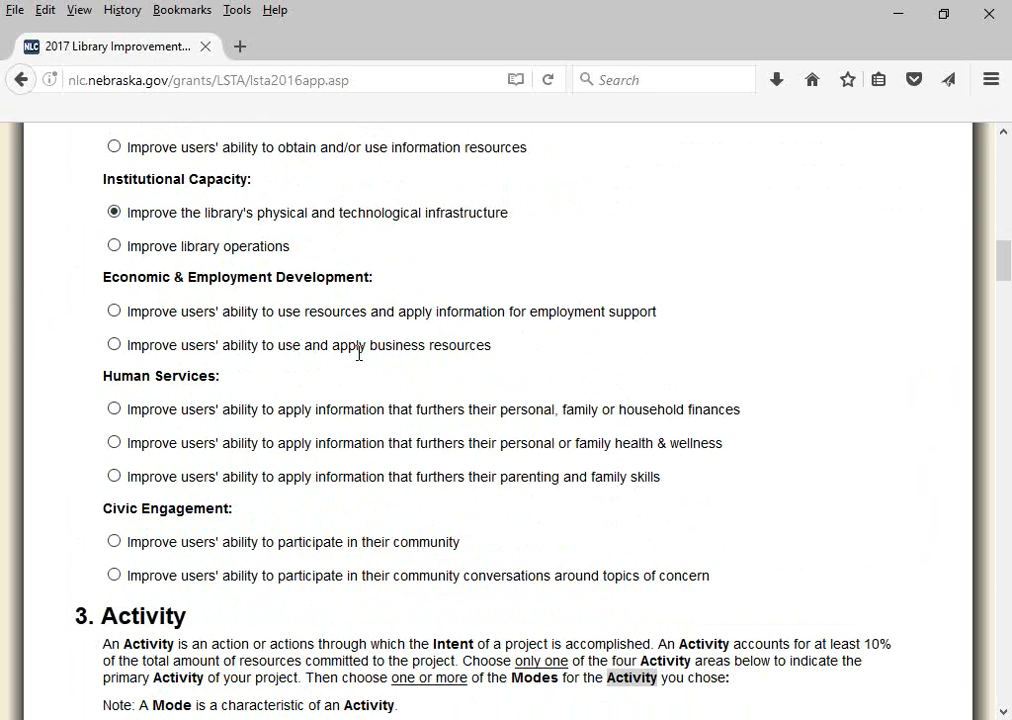 File Edit View History Bookmarks Tools Help
NLC 2017 Library Improvement...
nlc.nebraska.gov/grants/LSTA/lsta2016app.asp Search
Improve users' ability to obtain and/or use information resources
Institutional Capacity:
Improve the library's physical and technological infrastructure
Improve library operations
Economic & Employment Development:
Improve users' ability to use resources and apply information for employment support
Improve users' ability to use and apply business resources
Human Services:
Improve users' ability to apply information that furthers their personal, family or household finances
Improve users' ability to apply information that furthers their personal or family health & wellness
Improve users' ability to apply information that furthers their parenting and family skills
Civic Engagement:
Improve users' ability to participate in their community
Improve users' ability to participate in their community conversations around topics of concern
3. Activity
An Activity is an action or actions through which the Intent of a project is accomplished. An Activity accounts for at least 10%
of the total amount of resources committed to the project. Choose only one of the four Activity areas below to indicate the
primary Activity of your project. Then choose one or more of the Modes for the Activity you chose:
Note: A Mode is a characteristic of an Activity.